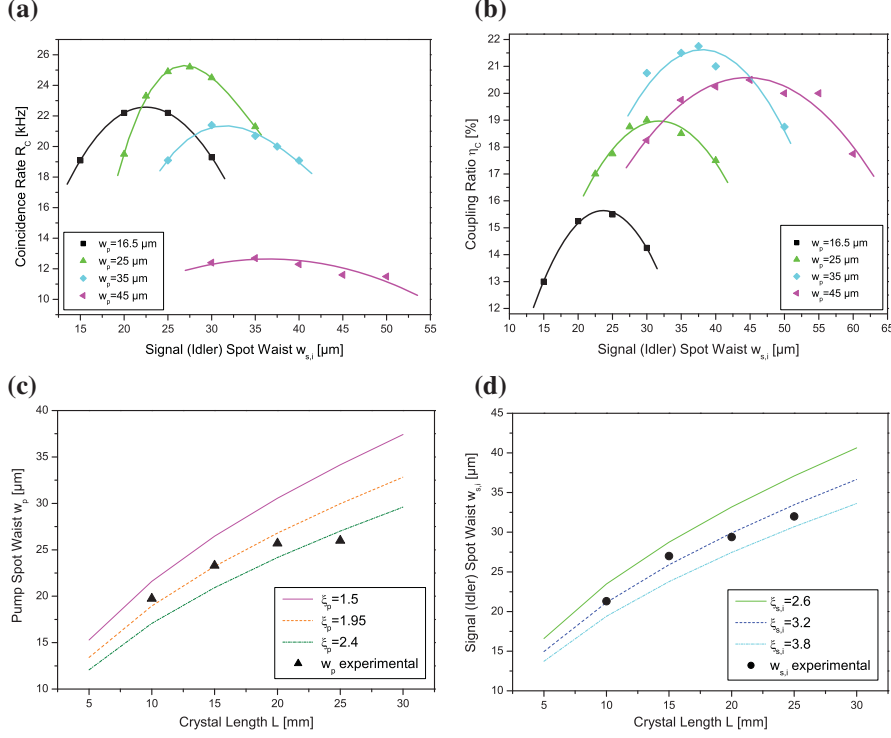 (a)
26
24
22
20
18
16
14
12
10
Coincidence Rate R_C [kHz]
w_p=16.5 µm
w_p=25 µm
w_p=35 µm
w_p=45 µm
15 20 25 30 35 40 45 50 55
Signal (Idler) Spot Waist w_s,i [µm]
(b)
22
21
20
19
18
17
16
15
14
13
12
Coupling Ratio η_C [%]
w_p=16.5 µm
w_p=25 µm
w_p=35 µm
w_p=45 µm
10 15 20 25 30 35 40 45 50 55 60 65
Signal (Idler) Spot Waist w_s,i [µm]
(c)
40
35
30
25
20
15
10
Pump Spot Waist w_p [µm]
ξ_p=1.5
ξ_p=1.95
ξ_p=2.4
w_p experimental
5 10 15 20 25 30
Crystal Length L [mm]
(d)
45
40
35
30
25
20
15
10
Signal (Idler) Spot Waist w_s,i [µm]
ξ_s,i=2.6
ξ_s,i=3.2
ξ_s,i=3.8
w_s,i experimental
5 10 15 20 25 30
Crystal Length L [mm]